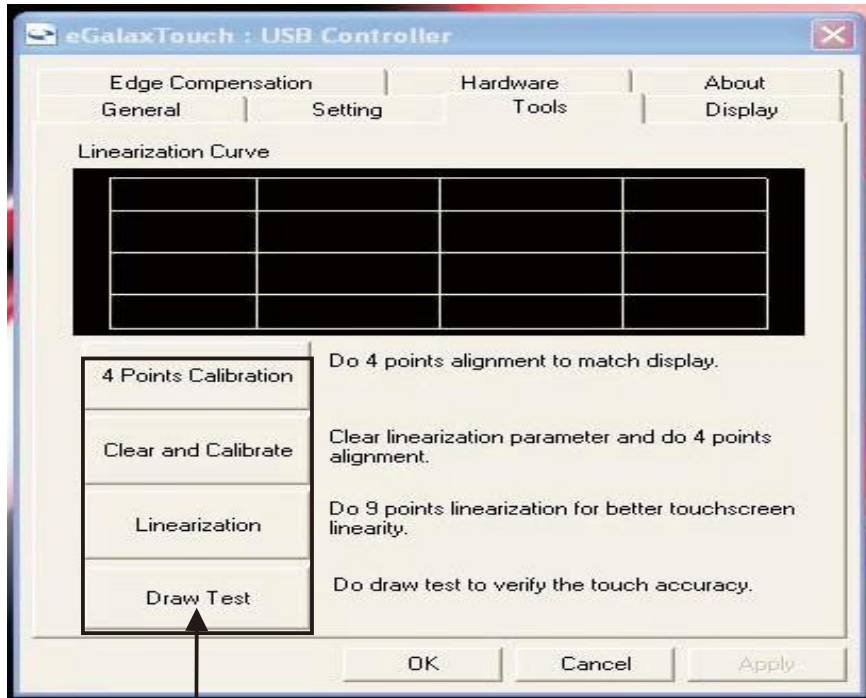 eGalaxTouch : USB Controller
Edge Compensation Hardware About
General Setting Tools Display
Linearization Curve
4 Points Calibration
Do 4 points alignment to match display.
Clear and Calibrate
Clear linearization parameter and do 4 points
alignment.
Linearization
Do 9 points linearization for better touchscreen
linearity.
Draw Test
Do draw test to verify the touch accuracy.
OK Cancel Apply